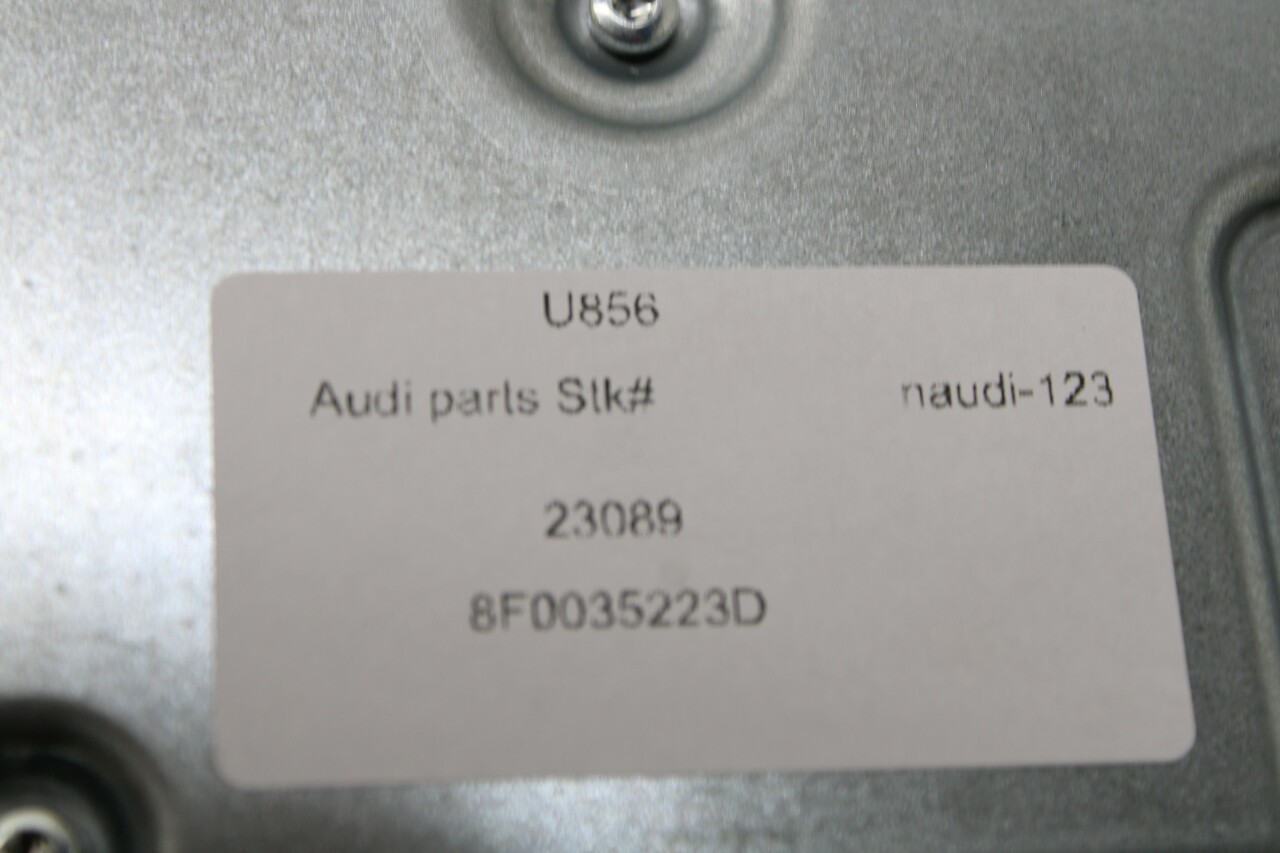 U856
Audi parts Stk# naudi-123
23089
8F0035223D